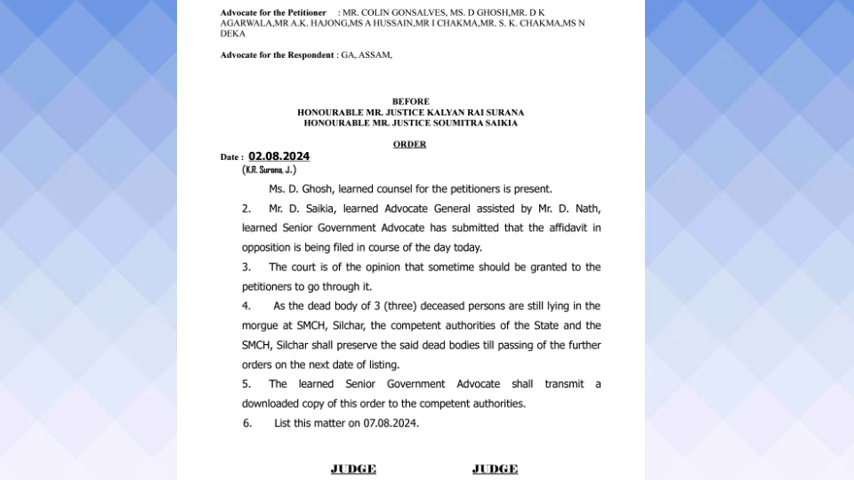 Advocate for the Petitioner : MR. COLIN GONSALVES, MS. D GHOSH,MR. D K
AGARWALA,MR A.K. HAJONG,MS A HUSSAIN,MR I CHAKMA,MR. S. K. CHAKMA,MS N
DEKA
Advocate for the Respondent : GA, ASSAM,
BEFORE
HONOURABLE MR. JUSTICE KALYAN RAI SURANA
HONOURABLE MR. JUSTICE SOUMITRA SAIKIA
ORDER
Date : 02.08.2024
(K.R. Surana, J.)
Ms. D. Ghosh, learned counsel for the petitioners is present.
2. Mr. D. Saikia, learned Advocate General assisted by Mr. D. Nath,
learned Senior Government Advocate has submitted that the affidavit in
opposition is being filed in course of the day today.
3. The court is of the opinion that sometime should be granted to the
petitioners to go through it.
4. As the dead body of 3 (three) deceased persons are still lying in the
morgue at SMCH, Silchar, the competent authorities of the State and the
SMCH, Silchar shall preserve the said dead bodies till passing of the further
orders on the next date of listing.
5. The learned Senior Government Advocate shall transmit a
downloaded copy of this order to the competent authorities.
6. List this matter on 07.08.2024.
JUDGE JUDGE